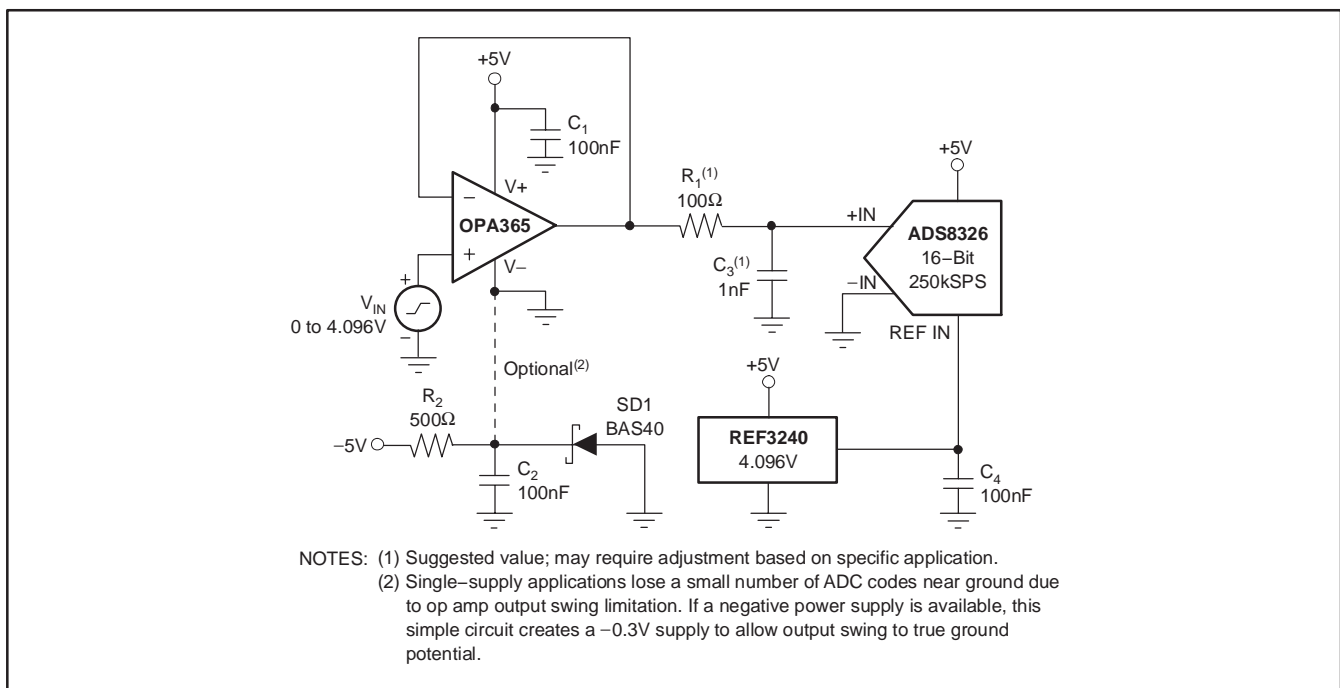 +5V
C1
100nF
V+
−
OPA365
+
V−
+
VIN
0 to 4.096V
−
R1(1)
100Ω
C3(1)
1nF
+5V
+IN
ADS8326
16−Bit
250kSPS
−IN
REF IN
Optional(2)
R2
500Ω
−5V
SD1
BAS40
C2
100nF
+5V
REF3240
4.096V
C4
100nF
NOTES: (1) Suggested value; may require adjustment based on specific application.
(2) Single−supply applications lose a small number of ADC codes near ground due
to op amp output swing limitation. If a negative power supply is available, this
simple circuit creates a −0.3V supply to allow output swing to true ground
potential.